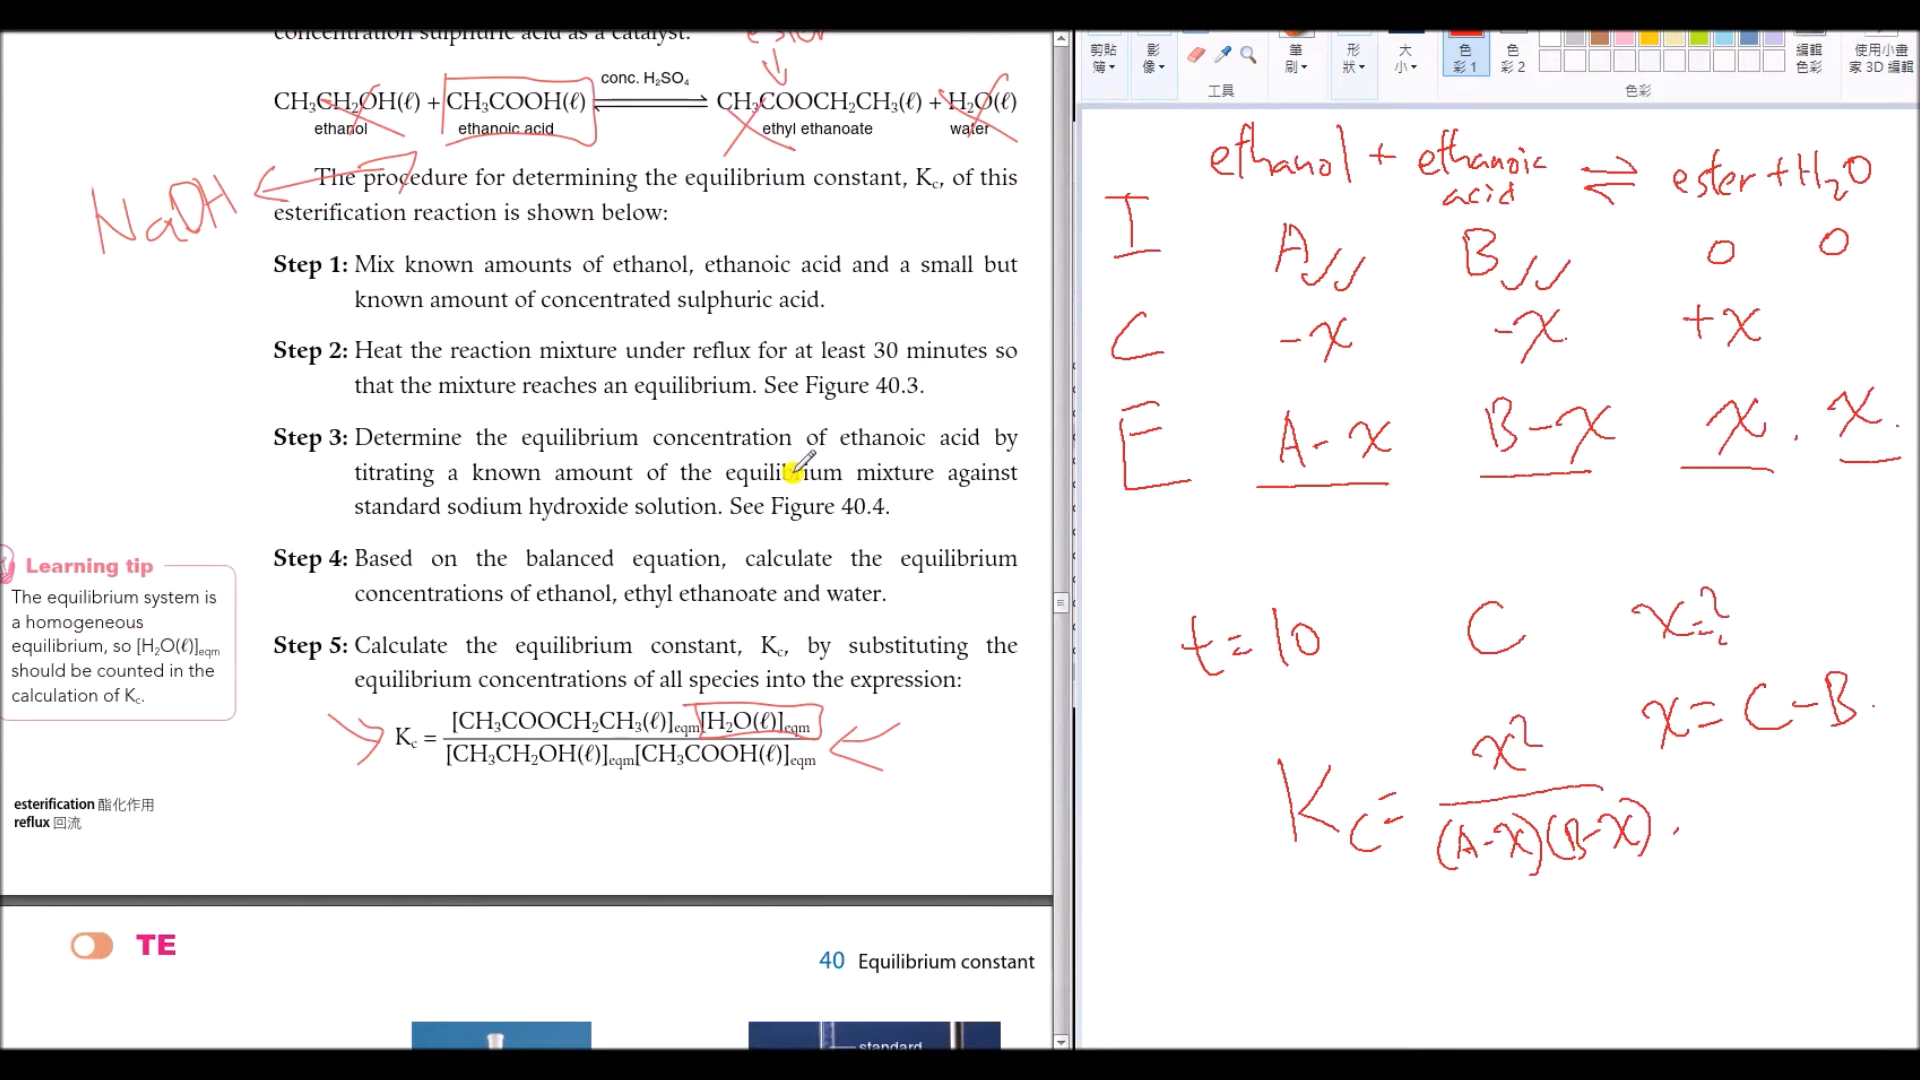 concentration sulphuric acid as a catalyst.
ester
conc. H₂SO₄
CH₃CH₂OH(ℓ) + CH₃COOH(ℓ) ⇌ CH₃COOCH₂CH₃(ℓ) + H₂O(ℓ)
ethanol ethanoic acid ethyl ethanoate water
NaOH
The procedure for determining the equilibrium constant, K꜀, of this
esterification reaction is shown below:
Step 1: Mix known amounts of ethanol, ethanoic acid and a small but
known amount of concentrated sulphuric acid.
Step 2: Heat the reaction mixture under reflux for at least 30 minutes so
that the mixture reaches an equilibrium. See Figure 40.3.
Step 3: Determine the equilibrium concentration of ethanoic acid by
titrating a known amount of the equilibrium mixture against
standard sodium hydroxide solution. See Figure 40.4.
Step 4: Based on the balanced equation, calculate the equilibrium
concentrations of ethanol, ethyl ethanoate and water.
Step 5: Calculate the equilibrium constant, K꜀, by substituting the
equilibrium concentrations of all species into the expression:
[CH₃COOCH₂CH₃(ℓ)]eqm[H₂O(ℓ)]eqm
K꜀ =
[CH₃CH₂OH(ℓ)]eqm[CH₃COOH(ℓ)]eqm
Learning tip
The equilibrium system is
a homogeneous
equilibrium, so [H₂O(ℓ)]eqm
should be counted in the
calculation of K꜀.
esterification 酯化作用
reflux 回流
TE
40 Equilibrium constant
standard
剪貼簿
影像
工具
筆刷
形狀
大小
色彩 1
色彩 2
色彩
編輯色彩
使用小畫家 3D 編輯
ethanol + ethanoic acid ⇌ ester + H₂O
I A B 0 0
C -x -x +x
E A-x B-x x . x .
t=10 C x=?
x= C-B.
x²
K꜀=
(A-x)(B-x) .